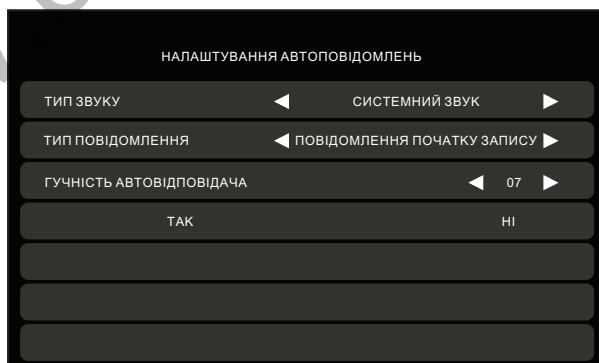 НАЛАШТУВАННЯ АВТОПОВІДОМЛЕНЬ
ТИП ЗВУКУ СИСТЕМНИЙ ЗВУК
ТИП ПОВІДОМЛЕННЯ ПОВІДОМЛЕННЯ ПОЧАТКУ ЗАПИСУ
ГУЧНІСТЬ АВТОВІДПОВІДАЧА 07
ТАК НІ